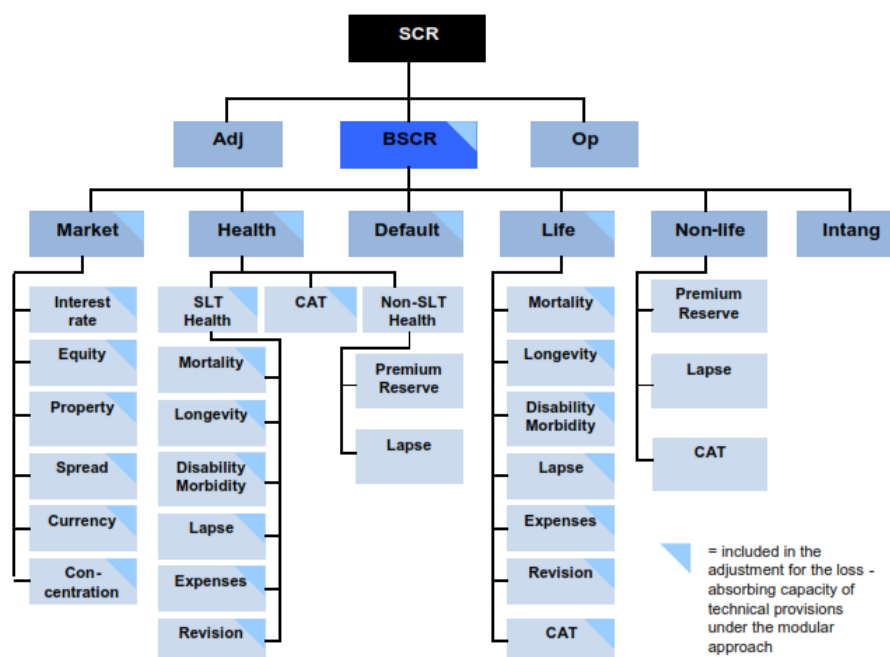 SCR
Adj
BSCR
Op
Market
Health
Default
Life
Non-life
Intang
Interest
rate
Equity
Property
Spread
Currency
Con-
centration
SLT
Health
CAT
Non-SLT
Health
Mortality
Longevity
Disability
Morbidity
Lapse
Expenses
Revision
Premium
Reserve
Lapse
Mortality
Longevity
Disability
Morbidity
Lapse
Expenses
Revision
CAT
Premium
Reserve
Lapse
CAT
= included in the
adjustment for the loss -
absorbing capacity of
technical provisions
under the modular
approach